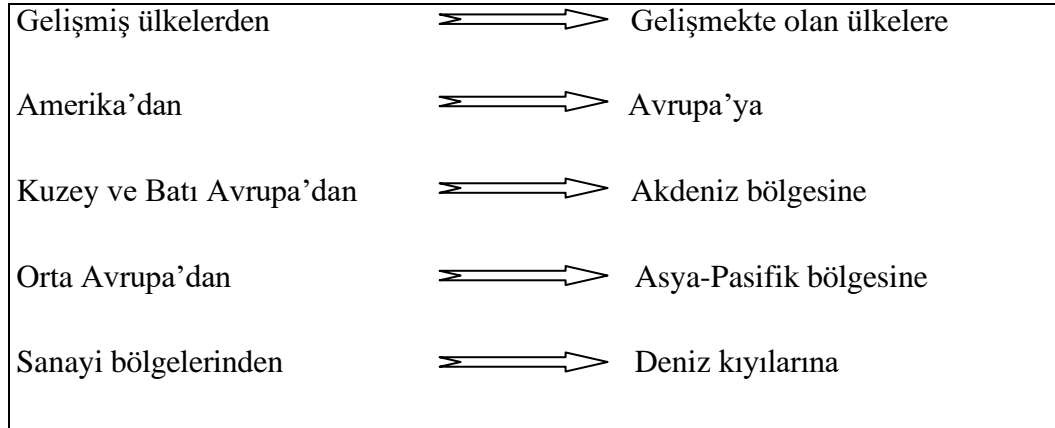 Gelişmiş ülkelerden Gelişmekte olan ülkelere
Amerika’dan Avrupa’ya
Kuzey ve Batı Avrupa’dan Akdeniz bölgesine
Orta Avrupa’dan Asya-Pasifik bölgesine
Sanayi bölgelerinden Deniz kıyılarına